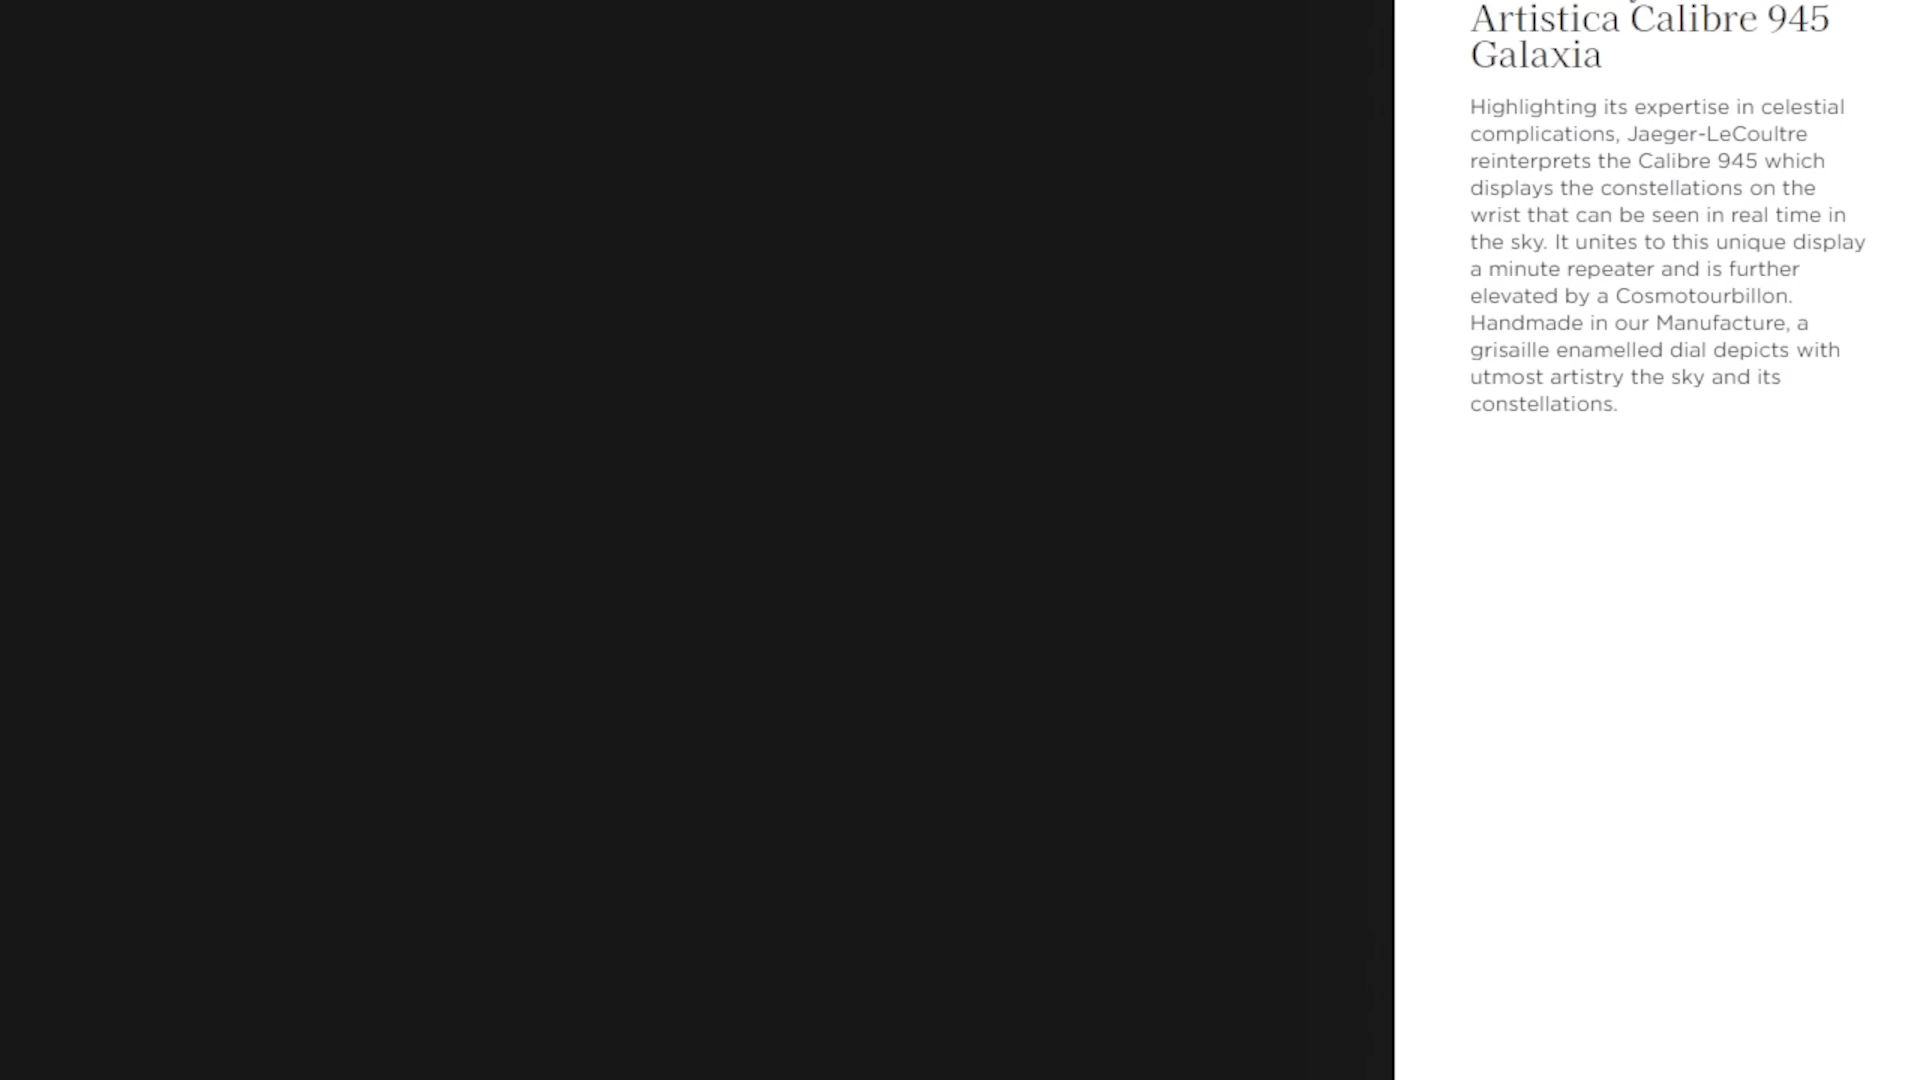 Artistica Calibre 945
Galaxia
Highlighting its expertise in celestial
complications, Jaeger-LeCoultre
reinterprets the Calibre 945 which
displays the constellations on the
wrist that can be seen in real time in
the sky. It unites to this unique display
a minute repeater and is further
elevated by a Cosmotourbillon.
Handmade in our Manufacture, a
grisaille enamelled dial depicts with
utmost artistry the sky and its
constellations.